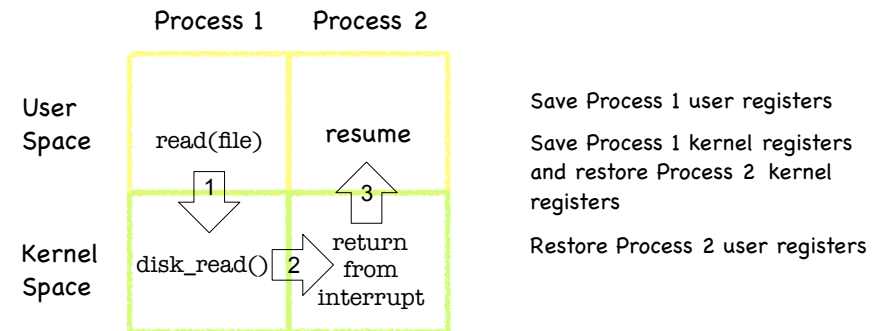 Process 1 Process 2
User
Space
read(file)
resume
1
3
Kernel
Space
disk_read()
2
return
from
interrupt
Save Process 1 user registers
Save Process 1 kernel registers
and restore Process 2 kernel
registers
Restore Process 2 user registers